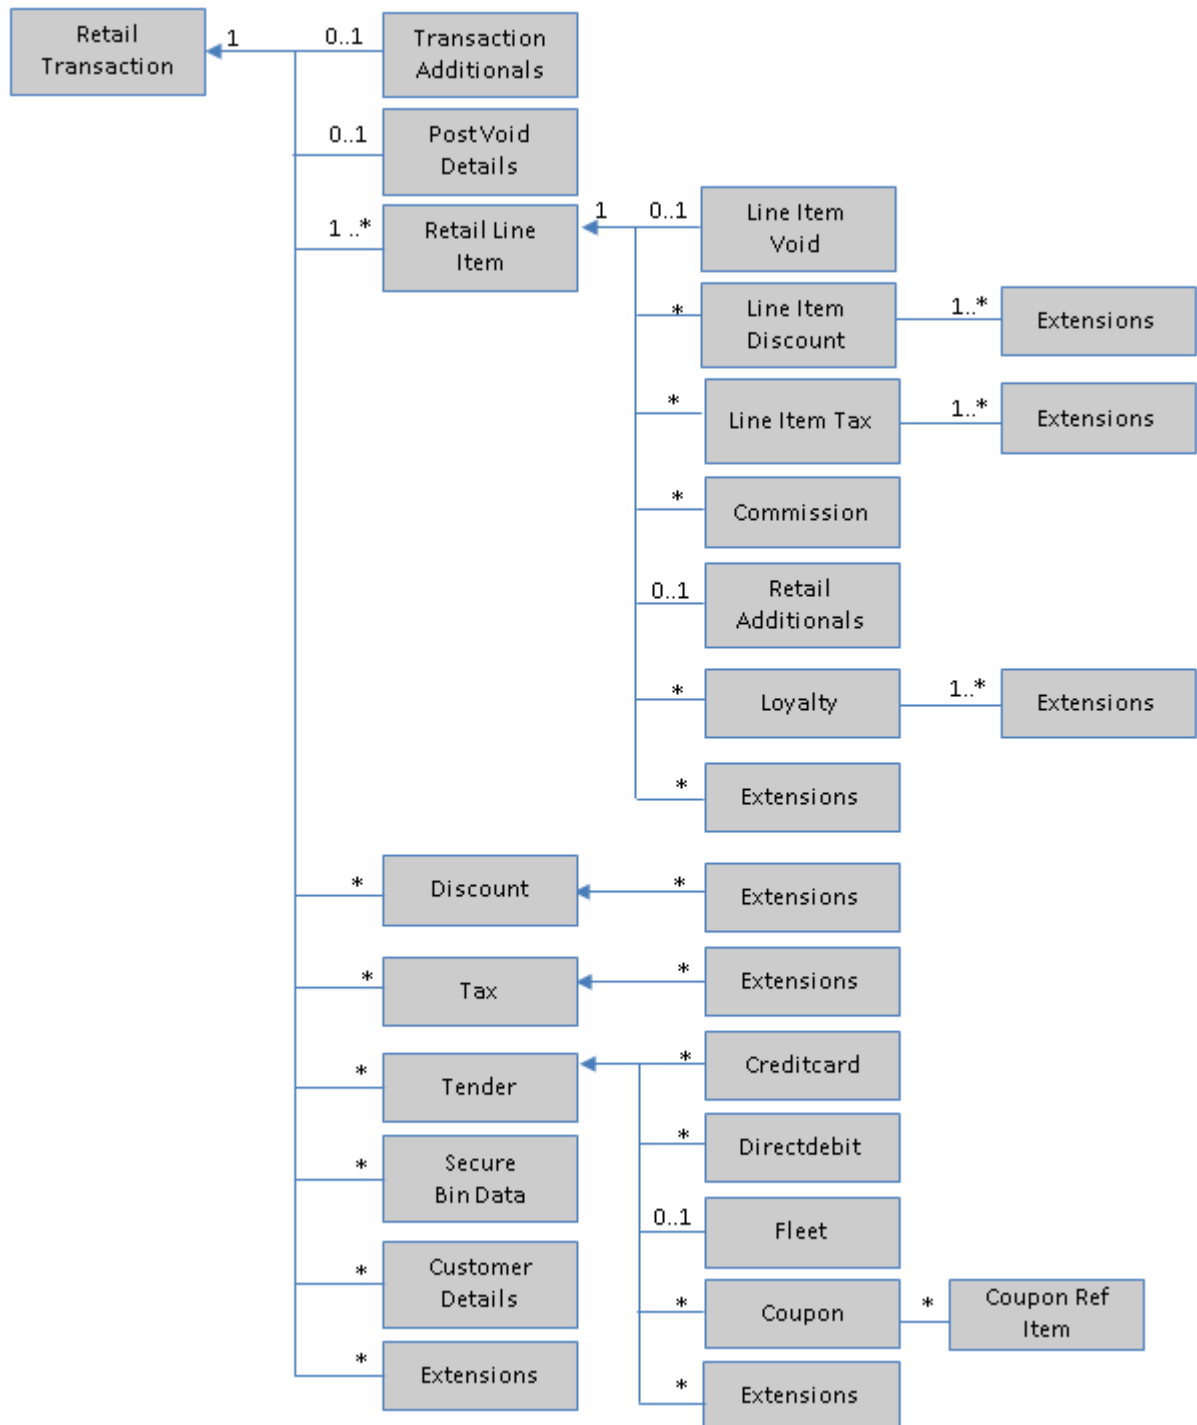 Retail
Transaction
1
0..1
Transaction
Additionals
0..1
PostVoid
Details
1 ..*
Retail Line
Item
1
0..1
Line Item
Void
*
Line Item
Discount
1..*
Extensions
*
Line Item Tax
1..*
Extensions
*
Commission
0..1
Retail
Additionals
*
Loyalty
1..*
Extensions
*
Extensions
*
Discount
*
Extensions
*
Tax
*
Extensions
*
Tender
*
Creditcard
*
Directdebit
*
Secure
Bin Data
0..1
Fleet
*
Customer
Details
*
Coupon
*
Coupon Ref
Item
*
Extensions
*
Extensions